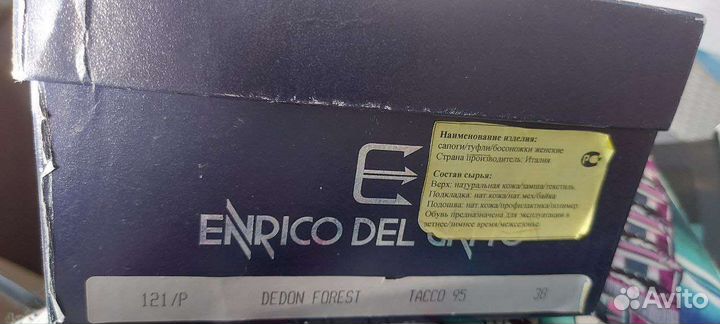 Наименование изделия:
сапоги/туфли/босоножки женские
Страна производитель: Италия
Состав сырья:
Верх: натуральная кожа/замша/текстиль.
Подкладка: нат.кожа/нат.мех/байка
Подошва: нат.кожа/профилактика/полимер.
Обувь предназначена для эксплуатации в
летнее/зимнее время/межсезонье.
ENRICO DEL
121/P DEDON FOREST TACCO 95 38
Avito